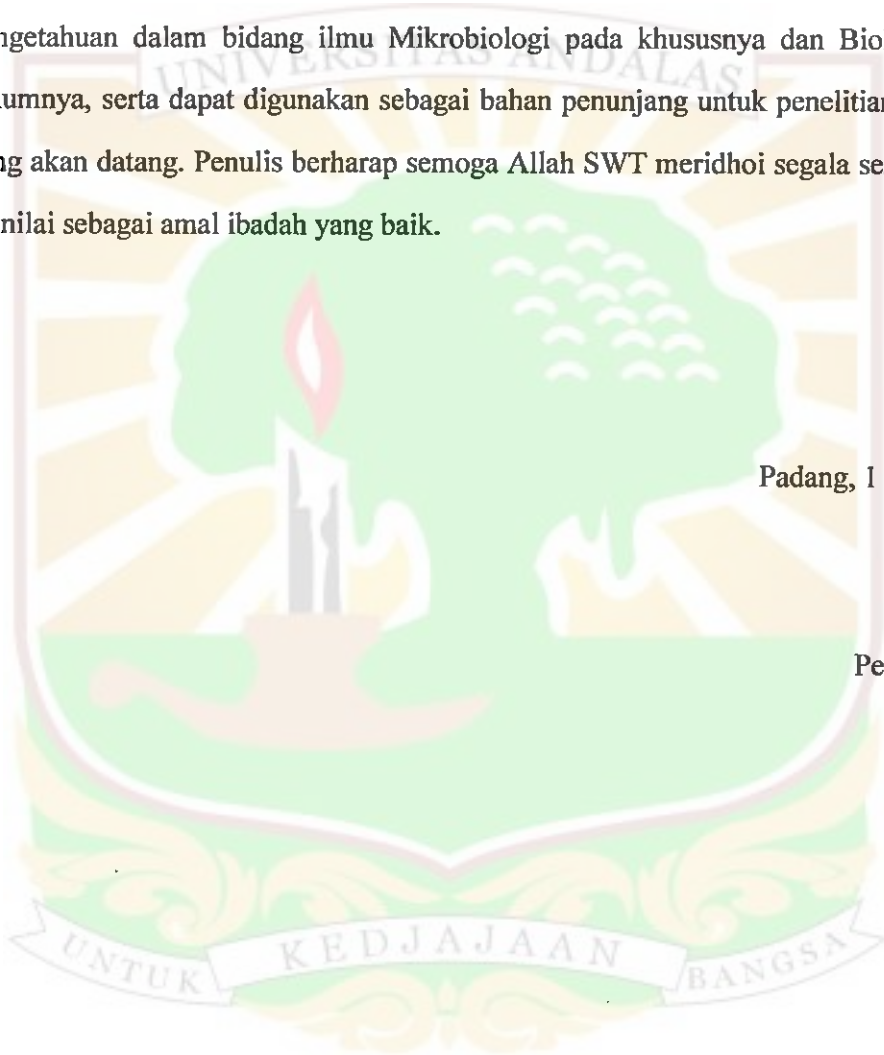 ngetahuan dalam bidang ilmu Mikrobiologi pada khususnya dan Bio
UNIVERSITAS ANDALAS
umnya, serta dapat digunakan sebagai bahan penunjang untuk penelitian
ng akan datang. Penulis berharap semoga Allah SWT meridhoi segala se
nilai sebagai amal ibadah yang baik.
Padang, 1
Pe
UNTUK KEDJAJAAN BANGSA